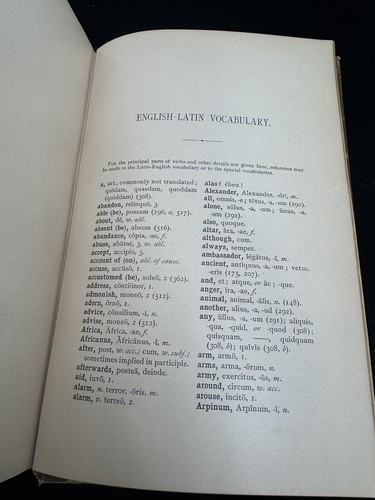 ENGLISH-LATIN VOCABULARY.
For the principal parts of verbs and other details not given here, reference may
be made to the Latin-English vocabulary or to the special vocabularies.
a, art., commonly not translated;
quīdam, quaedam, quoddam
(quiddam) (308).
abandon, relinquō, 3.
able (be), possum (296, a, 517).
about, dē, w. abl.
absent (be), absum (516).
abundance, cōpia, -ae, f.
abuse, abūtor, 3, w. abl.
accept, accipiō, 3.
account of (on), abl. of cause.
accuse, accūsō, 1.
accustomed (be), soleō, 2 (362).
address, cōntiōnor, 1.
admonish, moneō, 2 (512).
adorn, ōrnō, 1.
advice, cōnsilium, -ī, n.
advise, moneō, 2 (512).
Africa, Āfrica, -ae, f.
Africanus, Āfricānus, -ī, m.
after, post, w. acc.; cum, w. subj.;
sometimes implied in participle.
afterwards, posteā, deinde.
aid, iuvō, 1.
alarm, n. terror, -ōris, m.
alarm, v. terreō, 2.
alas! ēheu!
Alexander, Alexander, -drī, m.
all, omnis, -e; tōtus, -a, -um (291).
alone, sōlus, -a, -um; ūnus, -a,
-um (291).
also, quoque.
altar, āra, -ae, f.
although, cum.
always, semper.
ambassador, lēgātus, -ī, m.
ancient, antīquus, -a, -um; vetus,
-eris (175, 207).
and, et; atque, or āc; -que.
anger, īra, -ae, f.
animal, animal, -ālis, n. (148).
another, alius, -a, -ud (291).
any, ūllus, -a, -um (291); aliquis,
-qua, -quid, or -quod (308);
quisquam, ——, quidquam
(308, b); quīvīs (308, b).
arm, armō, 1.
arms, arma, -ōrum, n.
army, exercitus, -ūs, m.
around, circum, w. acc.
arouse, incitō, 1.
Arpinum, Arpīnum, -ī, n.